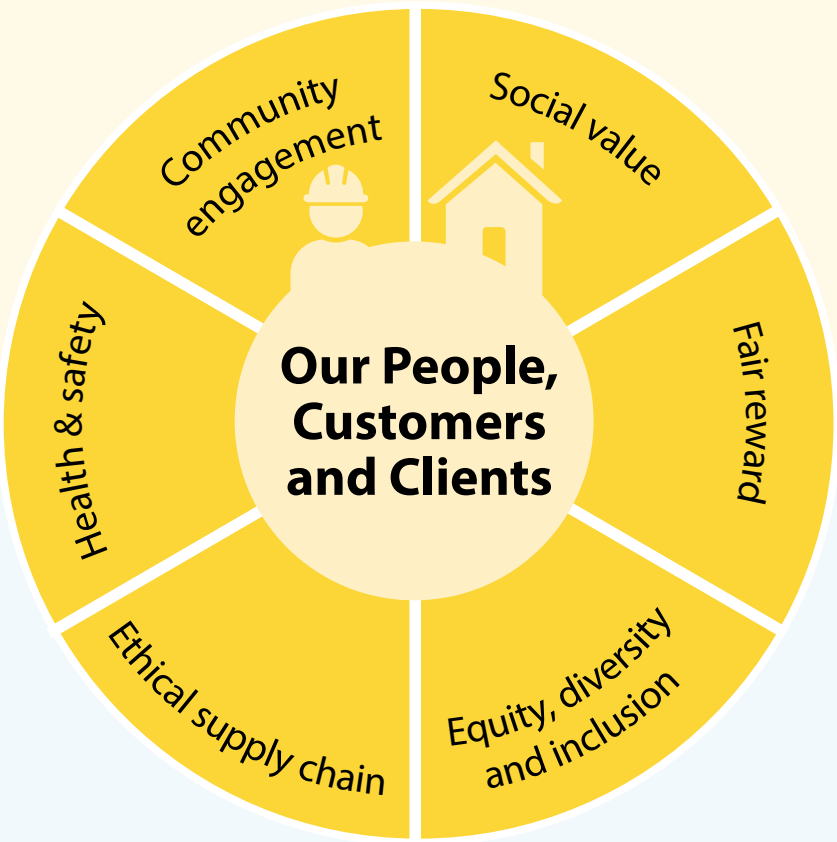 Community
engagement
Social value
Fair reward
Equity, diversity
and inclusion
Ethical supply chain
Health & safety
Our People,
Customers
and Clients